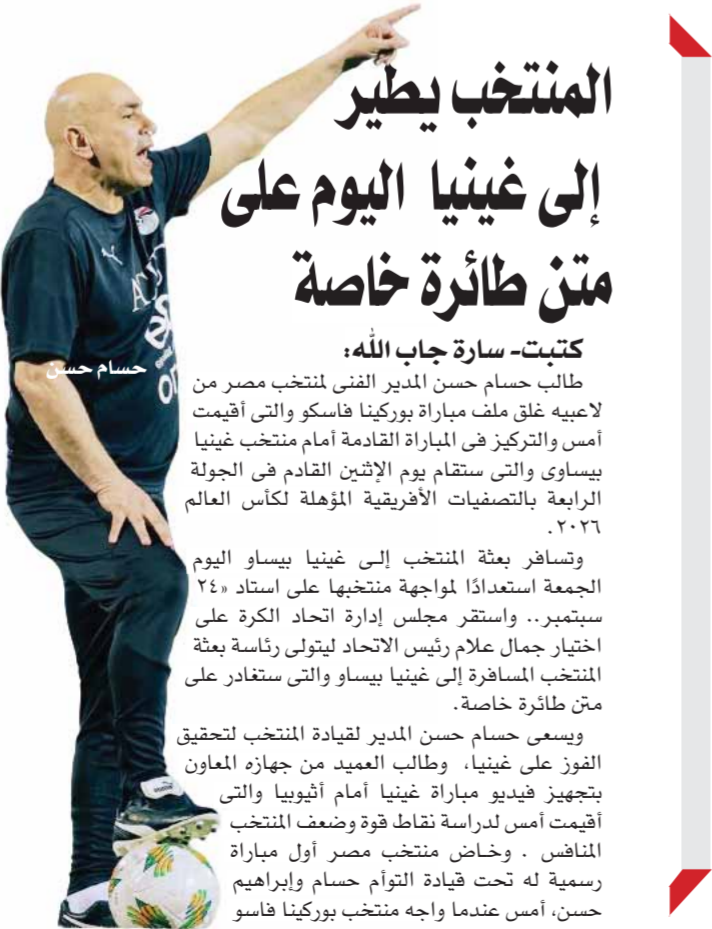 المنتخب يطير
إلى غينيا اليوم على
متن طائرة خاصة
كتبت- سارة جاب الله:
حسام حسن
طالب حسام حسن المدير الفنى لمنتخب مصر من
لاعبيه غلق ملف مباراة بوركينا فاسكو والتى أقيمت
أمس والتركيز فى المباراة القادمة أمام منتخب غينيا
بيساوى والتى ستقام يوم الإثنين القادم فى الجولة
الرابعة بالتصفيات الأفريقية المؤهلة لكأس العالم
٢٠٢٦.
وتسافر بعثة المنتخب إلى غينيا بيساو اليوم
الجمعة استعدادًا لمواجهة منتخبها على استاد «٢٤
سبتمبر.. واستقر مجلس إدارة اتحاد الكرة على
اختيار جمال علام رئيس الاتحاد ليتولى رئاسة بعثة
المنتخب المسافرة إلى غينيا بيساو والتى ستغادر على
متن طائرة خاصة.
ويسعى حسام حسن المدير لقيادة المنتخب لتحقيق
الفوز على غينيا، وطالب العميد من جهازه المعاون
بتجهيز فيديو مباراة غينيا أمام أثيوبيا والتى
أقيمت أمس لدراسة نقاط قوة وضعف المنتخب
المنافس . وخاض منتخب مصر أول مباراة
رسمية له تحت قيادة التوأم حسام وإبراهيم
حسن، أمس عندما واجه منتخب بوركينا فاسو